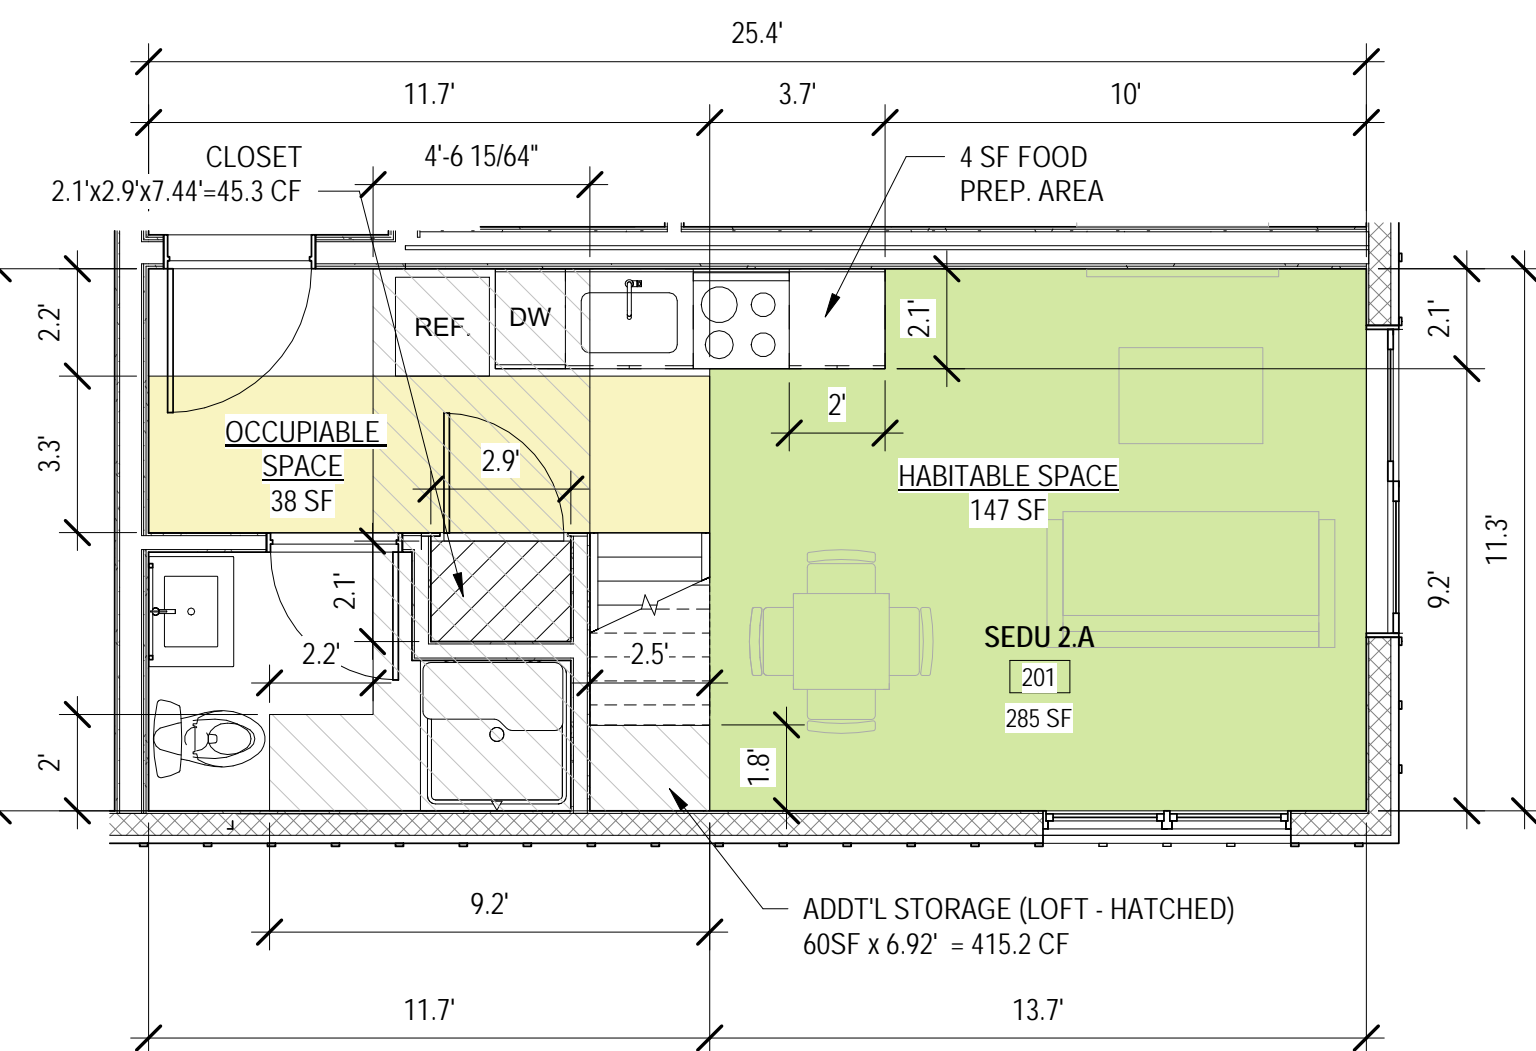 25.4'
11.7'
3.7'
10'
CLOSET
2.1'x2.9'x7.44'=45.3 CF
4'-6 15/64"
4 SF FOOD
PREP. AREA
2.2'
REF.
DW
2.1'
2.1'
2'
3.3'
OCCUPIABLE
SPACE
38 SF
2.9'
HABITABLE SPACE
147 SF
11.3'
9.2'
2.1'
2.2'
2.5'
SEDU 2.A
201
285 SF
2'
1.8'
9.2'
ADDT'L STORAGE (LOFT - HATCHED)
60SF x 6.92' = 415.2 CF
11.7'
13.7'